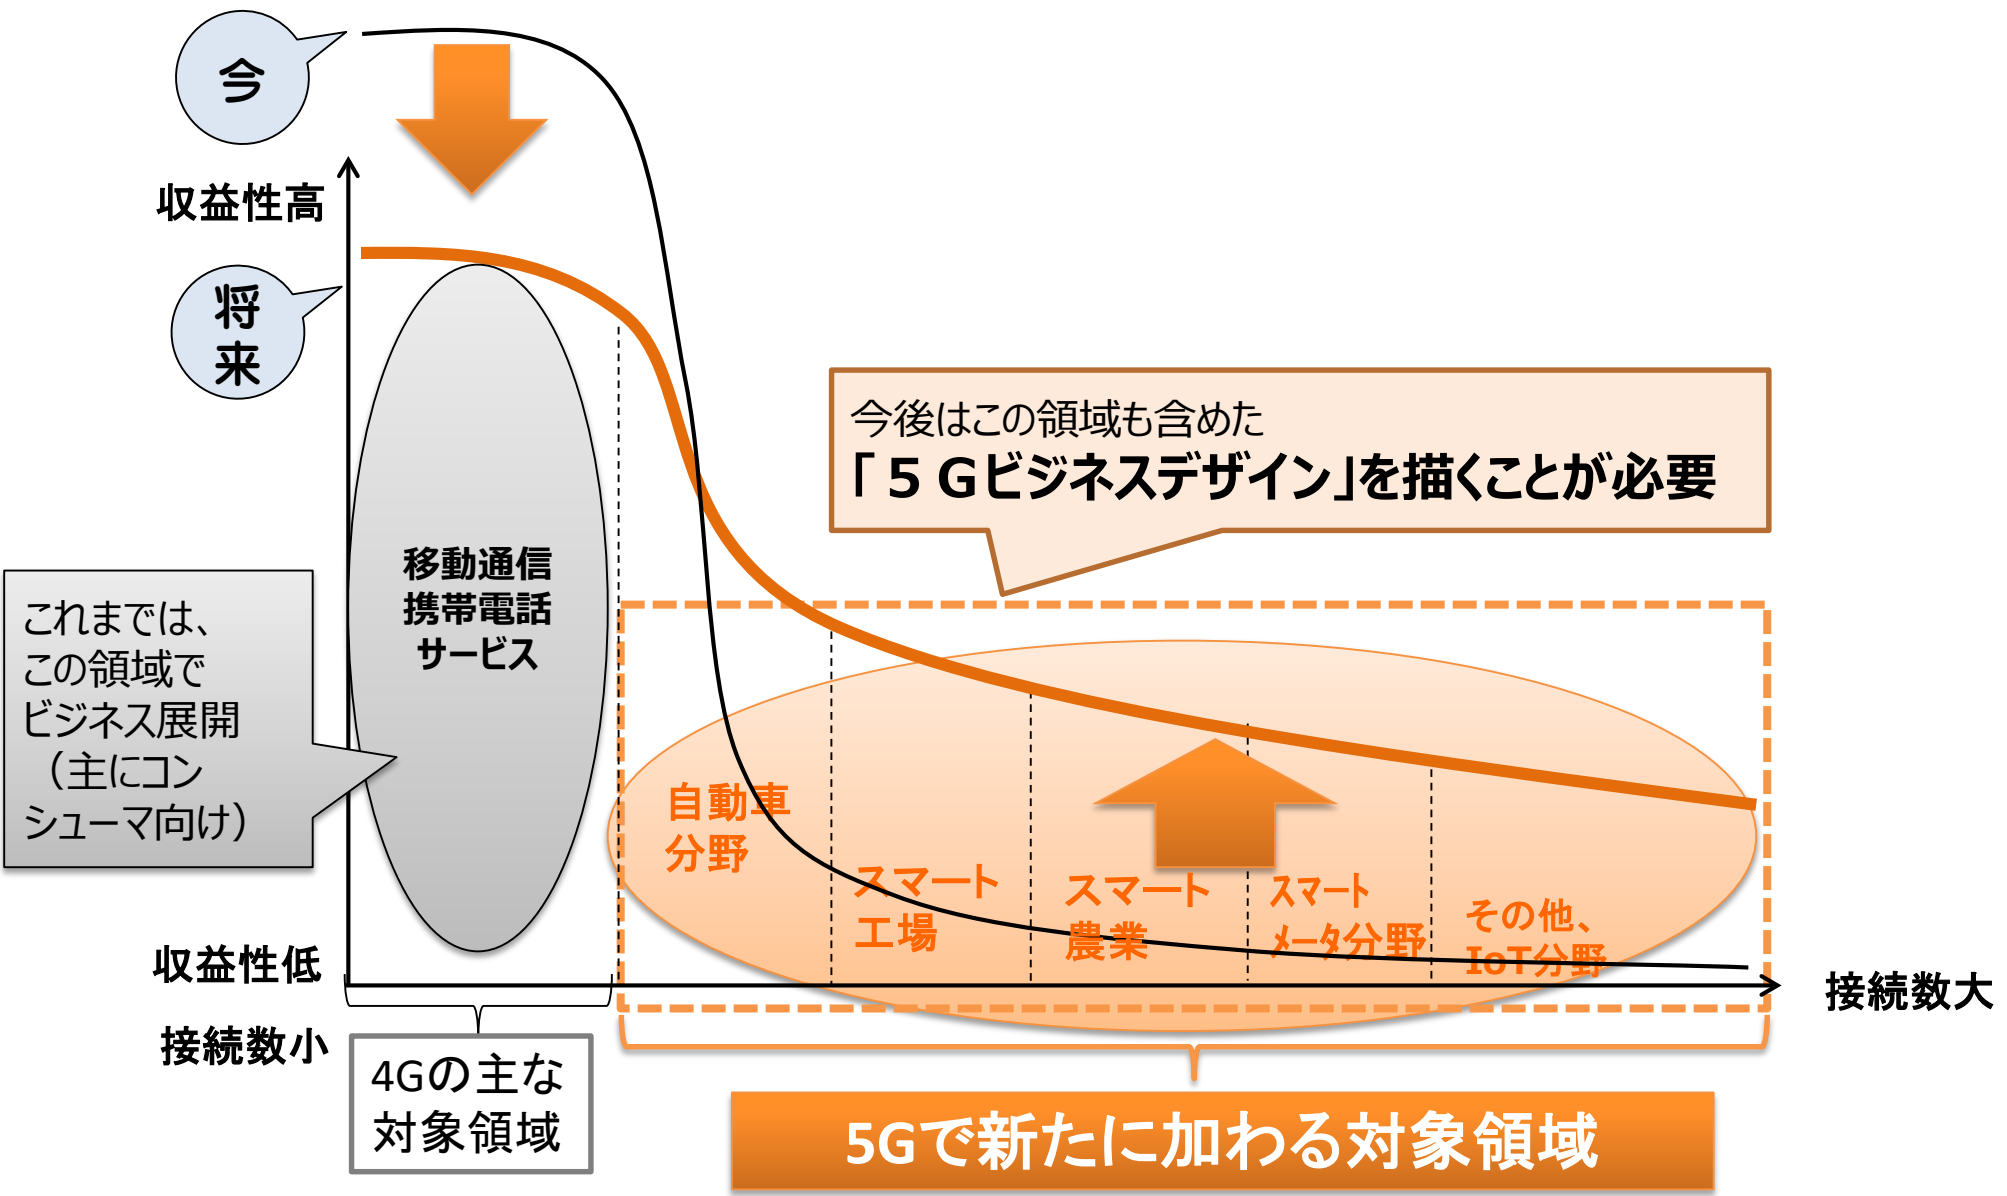 今
収益性高
将
来
今後はこの領域も含めた
「５Gビジネスデザイン」を描くことが必要
移動通信
携帯電話
サービス
これまでは、
この領域で
ビジネス展開
（主にコン
シューマ向け）
自動車
分野
スマート
工場
スマート
農業
ｽﾏｰﾄ
ﾒｰﾀ分野
その他、
IoT分野
収益性低
接続数大
接続数小
4Gの主な
対象領域
5Gで新たに加わる対象領域